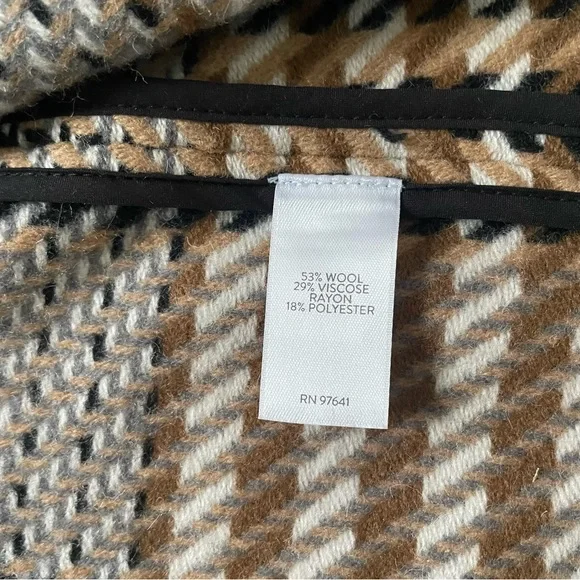 53% WOOL
29% VISCOSE
RAYON
18% POLYESTER
RN 97641